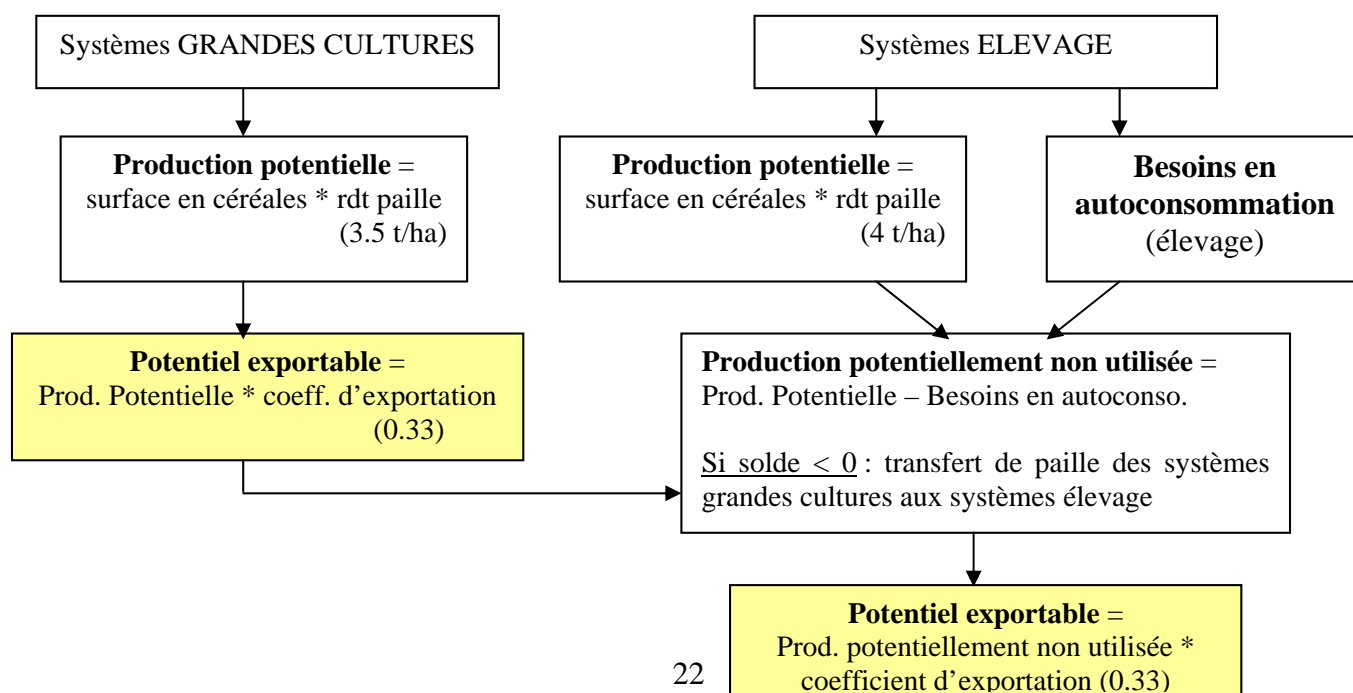 Systèmes GRANDES CULTURES
Systèmes ELEVAGE
Production potentielle =
surface en céréales * rdt paille
(3.5 t/ha)
Production potentielle =
surface en céréales * rdt paille
(4 t/ha)
Besoins en
autoconsommation
(élevage)
Potentiel exportable =
Prod. Potentielle * coeff. d’exportation
(0.33)
Production potentiellement non utilisée =
Prod. Potentielle – Besoins en autoconso.
Si solde < 0 : transfert de paille des systèmes
grandes cultures aux systèmes élevage
Potentiel exportable =
Prod. potentiellement non utilisée *
coefficient d’exportation (0.33)
22